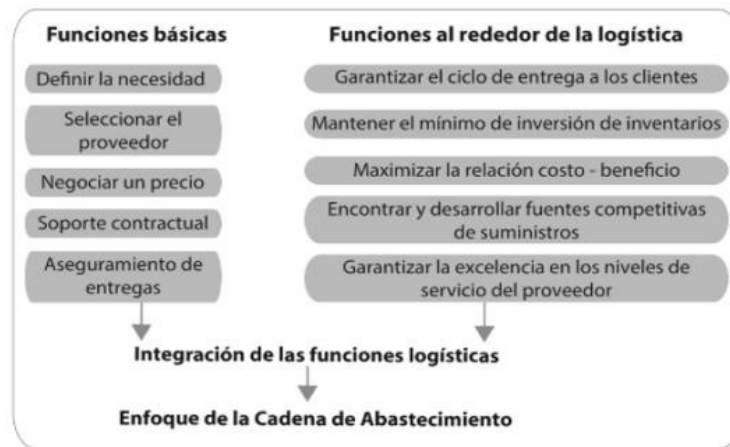 Funciones básicas
Definir la necesidad
Seleccionar el
proveedor
Negociar un precio
Soporte contractual
Aseguramiento de
entregas
Funciones al rededor de la logística
Garantizar el ciclo de entrega a los clientes
Mantener el mínimo de inversión de inventarios
Maximizar la relación costo - beneficio
Encontrar y desarrollar fuentes competitivas
de suministros
Garantizar la excelencia en los niveles de
servicio del proveedor
Integración de las funciones logísticas
Enfoque de la Cadena de Abastecimiento